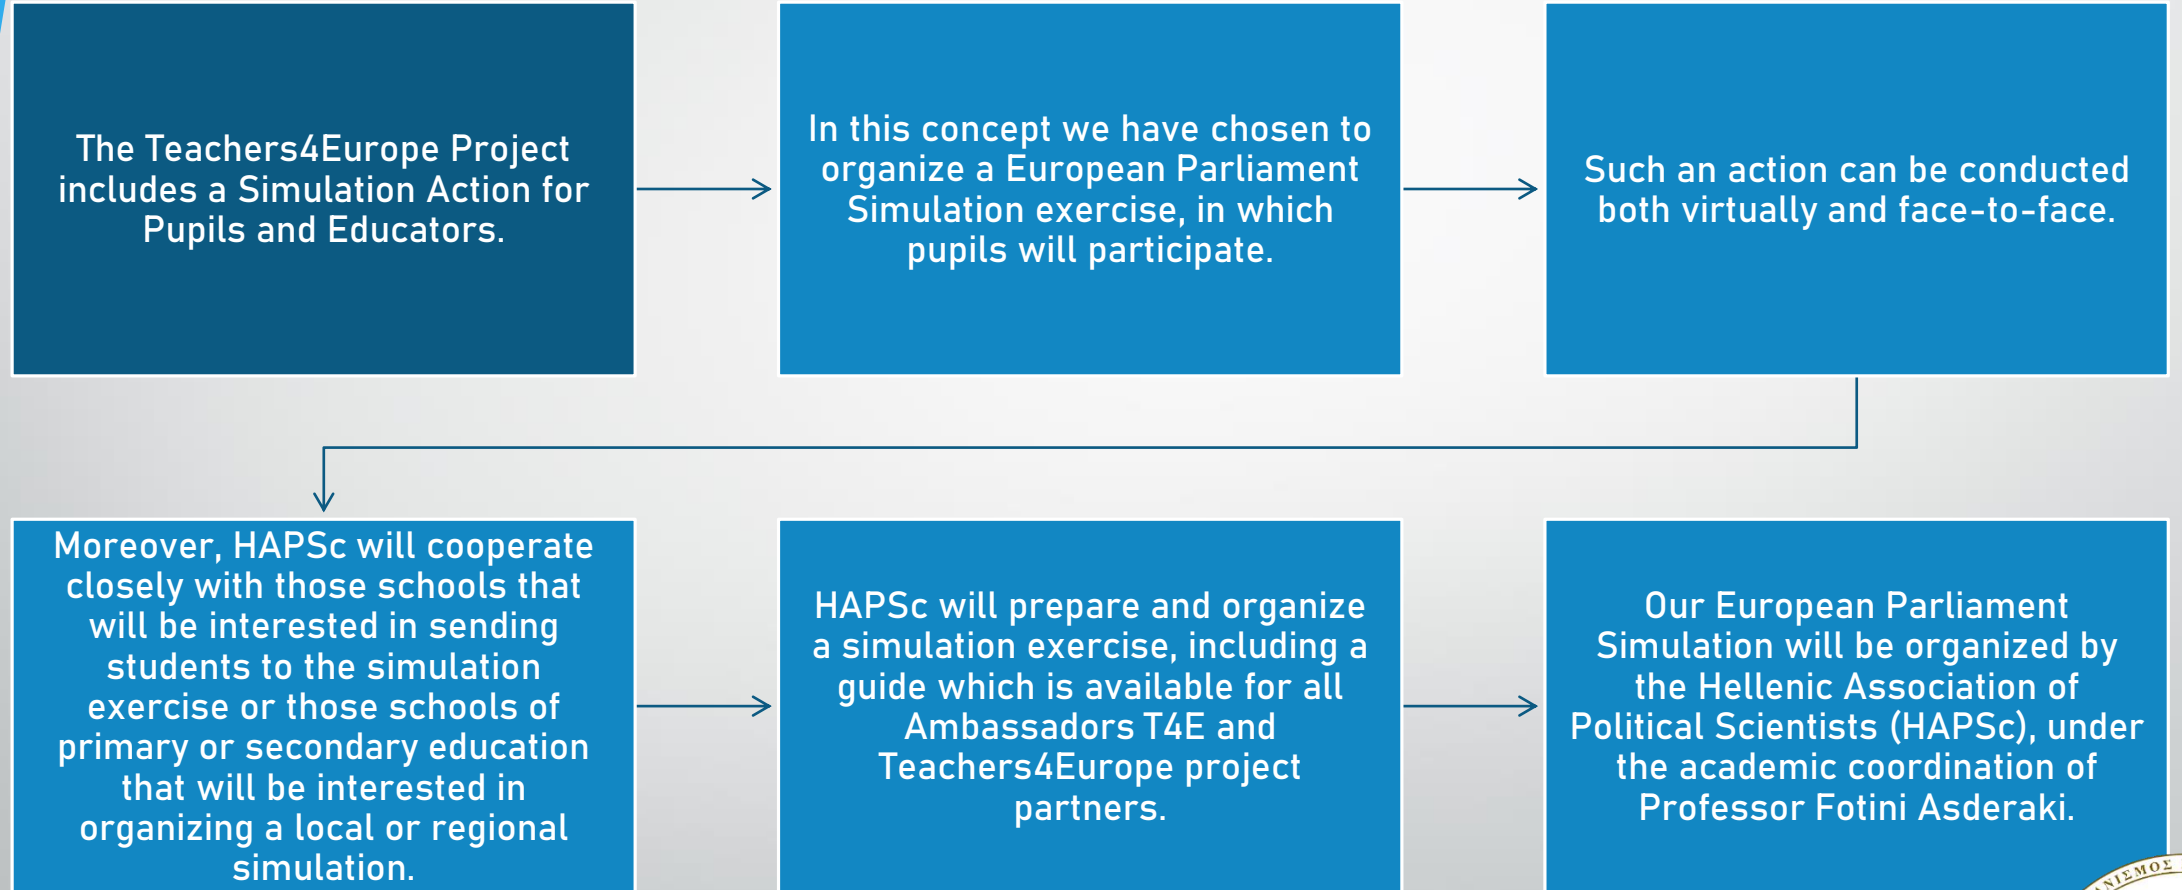 The Teachers4Europe Project
includes a Simulation Action for
Pupils and Educators.
In this concept we have chosen to
organize a European Parliament
Simulation exercise, in which
pupils will participate.
Such an action can be conducted
both virtually and face-to-face.
Moreover, HAPSc will cooperate
closely with those schools that
will be interested in sending
students to the simulation
exercise or those schools of
primary or secondary education
that will be interested in
organizing a local or regional
simulation.
HAPSc will prepare and organize
a simulation exercise, including a
guide which is available for all
Ambassadors T4E and
Teachers4Europe project
partners.
Our European Parliament
Simulation will be organized by
the Hellenic Association of
Political Scientists (HAPSc), under
the academic coordination of
Professor Fotini Asderaki.